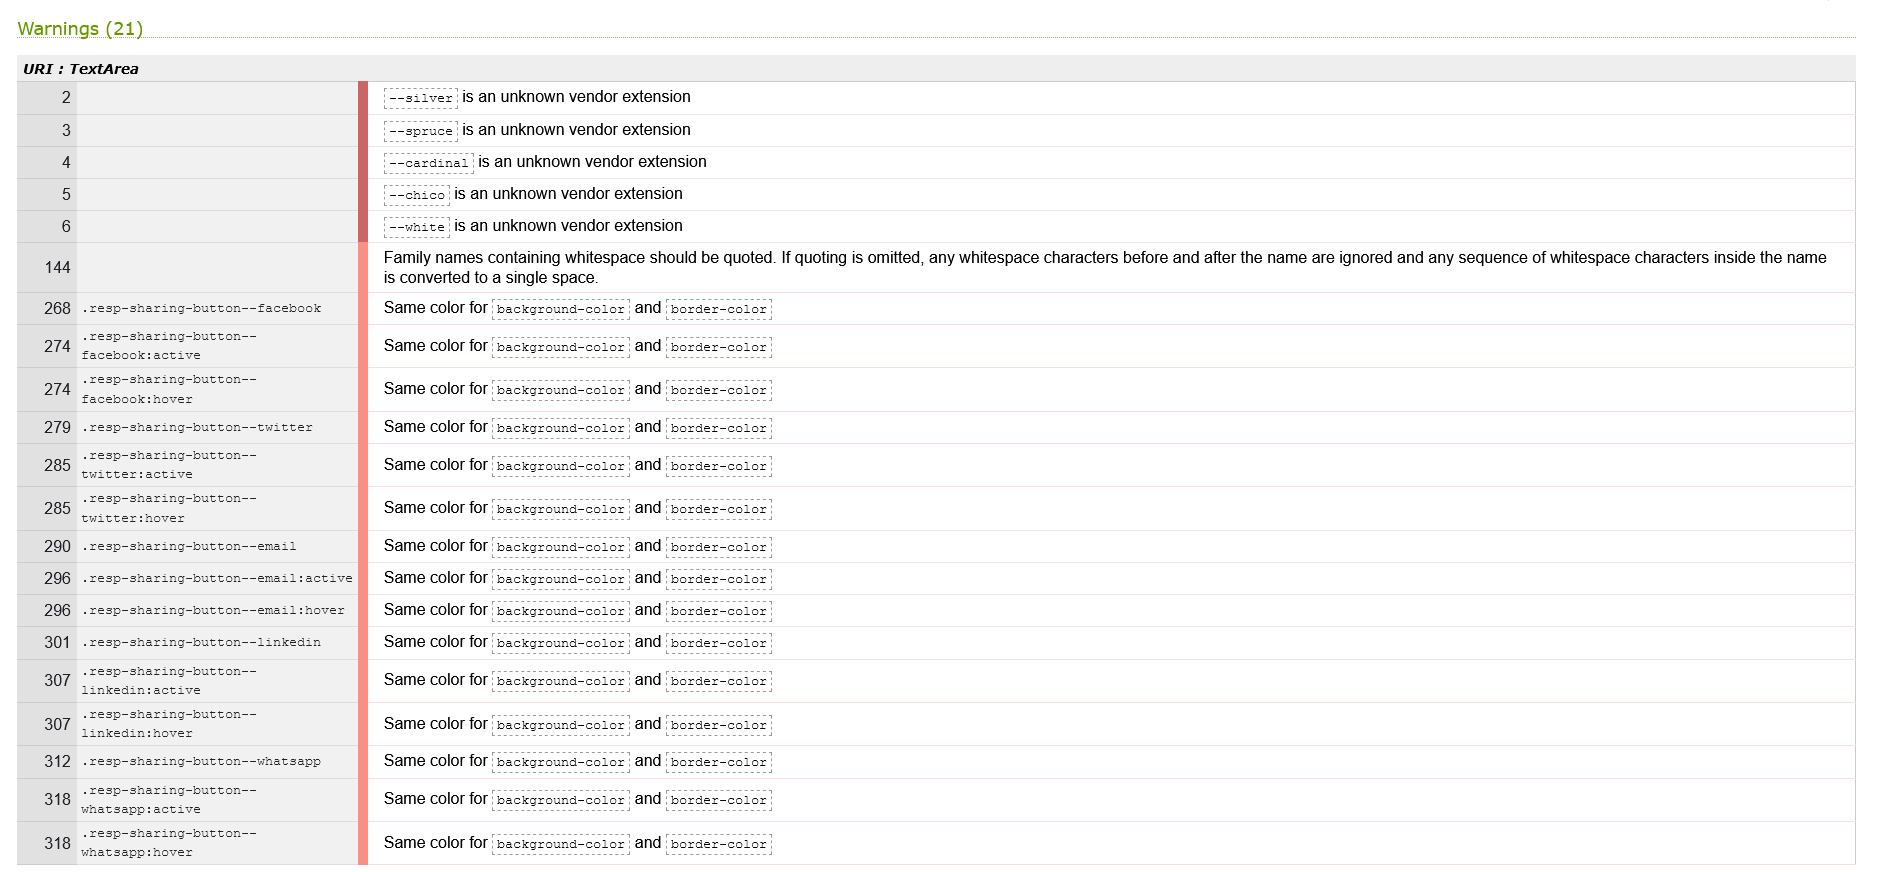 Warnings (21)
URI : TextArea
2 --silver is an unknown vendor extension
3 --spruce is an unknown vendor extension
4 --cardinal is an unknown vendor extension
5 --chico is an unknown vendor extension
6 --white is an unknown vendor extension
144 Family names containing whitespace should be quoted. If quoting is omitted, any whitespace characters before and after the name are ignored and any sequence of whitespace characters inside the name
is converted to a single space.
268 .resp-sharing-button--facebook Same color for background-color and border-color
274 .resp-sharing-button--
facebook:active Same color for background-color and border-color
274 .resp-sharing-button--
facebook:hover Same color for background-color and border-color
279 .resp-sharing-button--twitter Same color for background-color and border-color
285 .resp-sharing-button--
twitter:active Same color for background-color and border-color
285 .resp-sharing-button--
twitter:hover Same color for background-color and border-color
290 .resp-sharing-button--email Same color for background-color and border-color
296 .resp-sharing-button--email:active Same color for background-color and border-color
296 .resp-sharing-button--email:hover Same color for background-color and border-color
301 .resp-sharing-button--linkedin Same color for background-color and border-color
307 .resp-sharing-button--
linkedin:active Same color for background-color and border-color
307 .resp-sharing-button--
linkedin:hover Same color for background-color and border-color
312 .resp-sharing-button--whatsapp Same color for background-color and border-color
318 .resp-sharing-button--
whatsapp:active Same color for background-color and border-color
318 .resp-sharing-button--
whatsapp:hover Same color for background-color and border-color